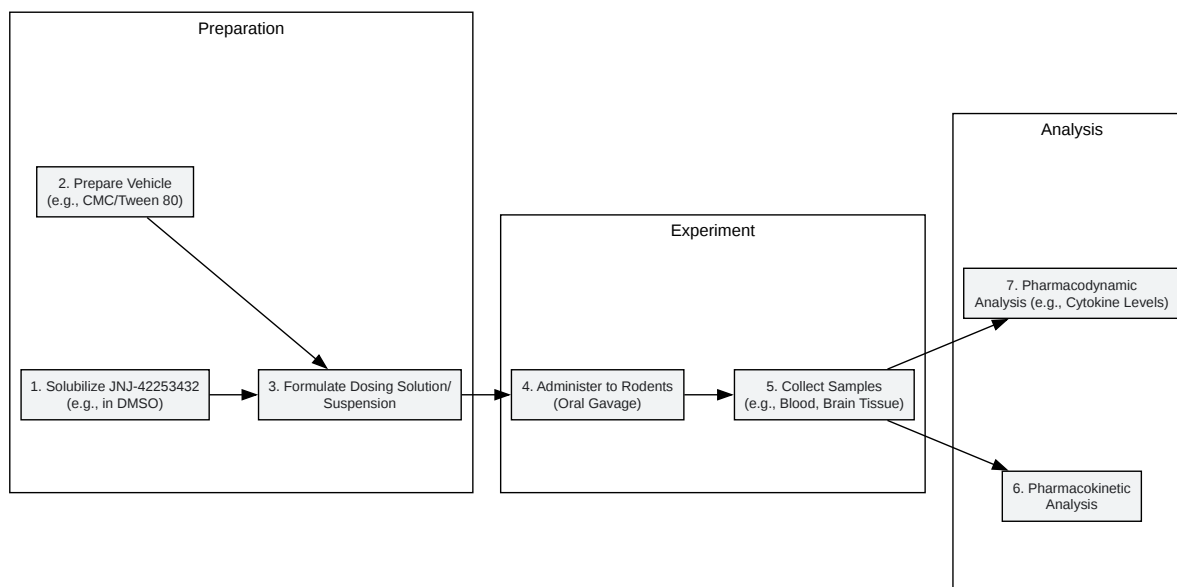 Preparation
2. Prepare Vehicle
(e.g., CMC/Tween 80)
1. Solubilize JNJ-42253432
(e.g., in DMSO)
3. Formulate Dosing Solution/
Suspension
Experiment
4. Administer to Rodents
(Oral Gavage)
5. Collect Samples
(e.g., Blood, Brain Tissue)
Analysis
7. Pharmacodynamic
Analysis (e.g., Cytokine Levels)
6. Pharmacokinetic
Analysis